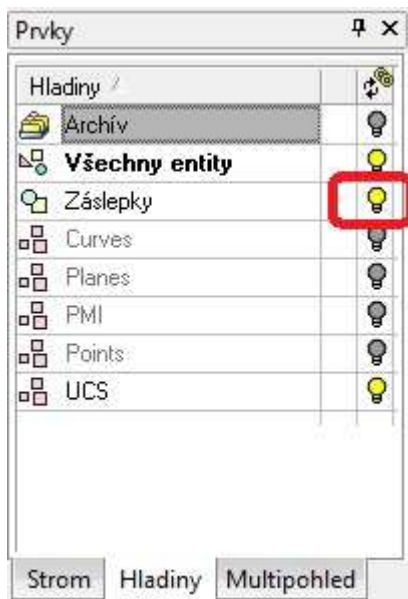 Prvky
Hladiny
Archív
Všechny entity
Záslepky
Curves
Planes
PMI
Points
UCS
Strom Hladiny Multipohled